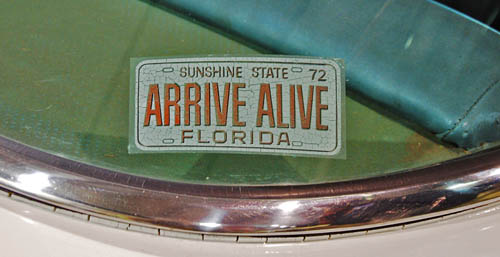 SUNSHINE STATE 72
ARRIVE ALIVE
FLORIDA